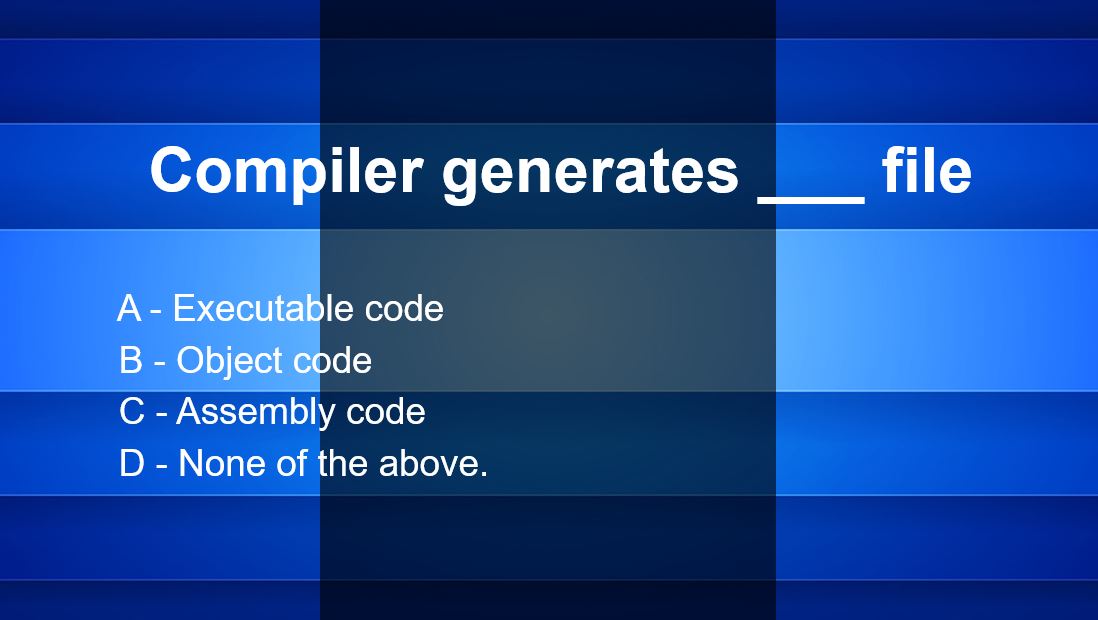 Compiler generates ___ file
A - Executable code
B - Object code
C - Assembly code
D - None of the above.